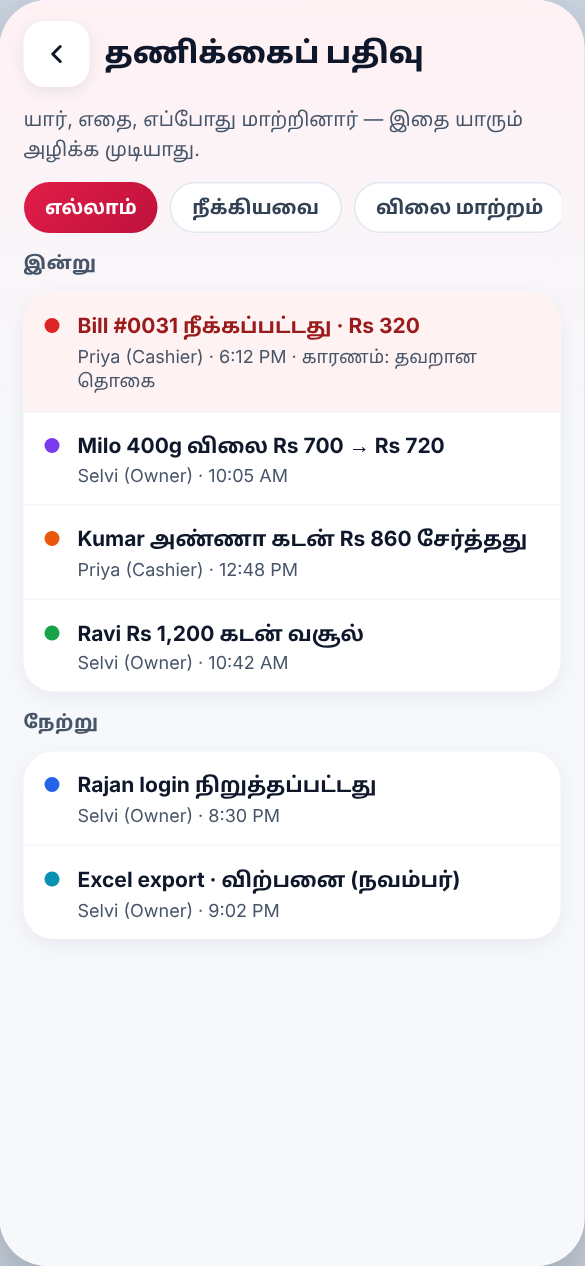 தணிக்கைப் பதிவு
யார், எதை, எப்போது மாற்றினார் — இதை யாரும்
அழிக்க முடியாது.
எல்லாம்
நீக்கியவை
விலை மாற்றம்
இன்று
Bill #0031 நீக்கப்பட்டது · Rs 320
Priya (Cashier) · 6:12 PM · காரணம்: தவறான
தொகை
Milo 400g விலை Rs 700 → Rs 720
Selvi (Owner) · 10:05 AM
Kumar அண்ணா கடன் Rs 860 சேர்த்தது
Priya (Cashier) · 12:48 PM
Ravi Rs 1,200 கடன் வசூல்
Selvi (Owner) · 10:42 AM
நேற்று
Rajan login நிறுத்தப்பட்டது
Selvi (Owner) · 8:30 PM
Excel export · விற்பனை (நவம்பர்)
Selvi (Owner) · 9:02 PM